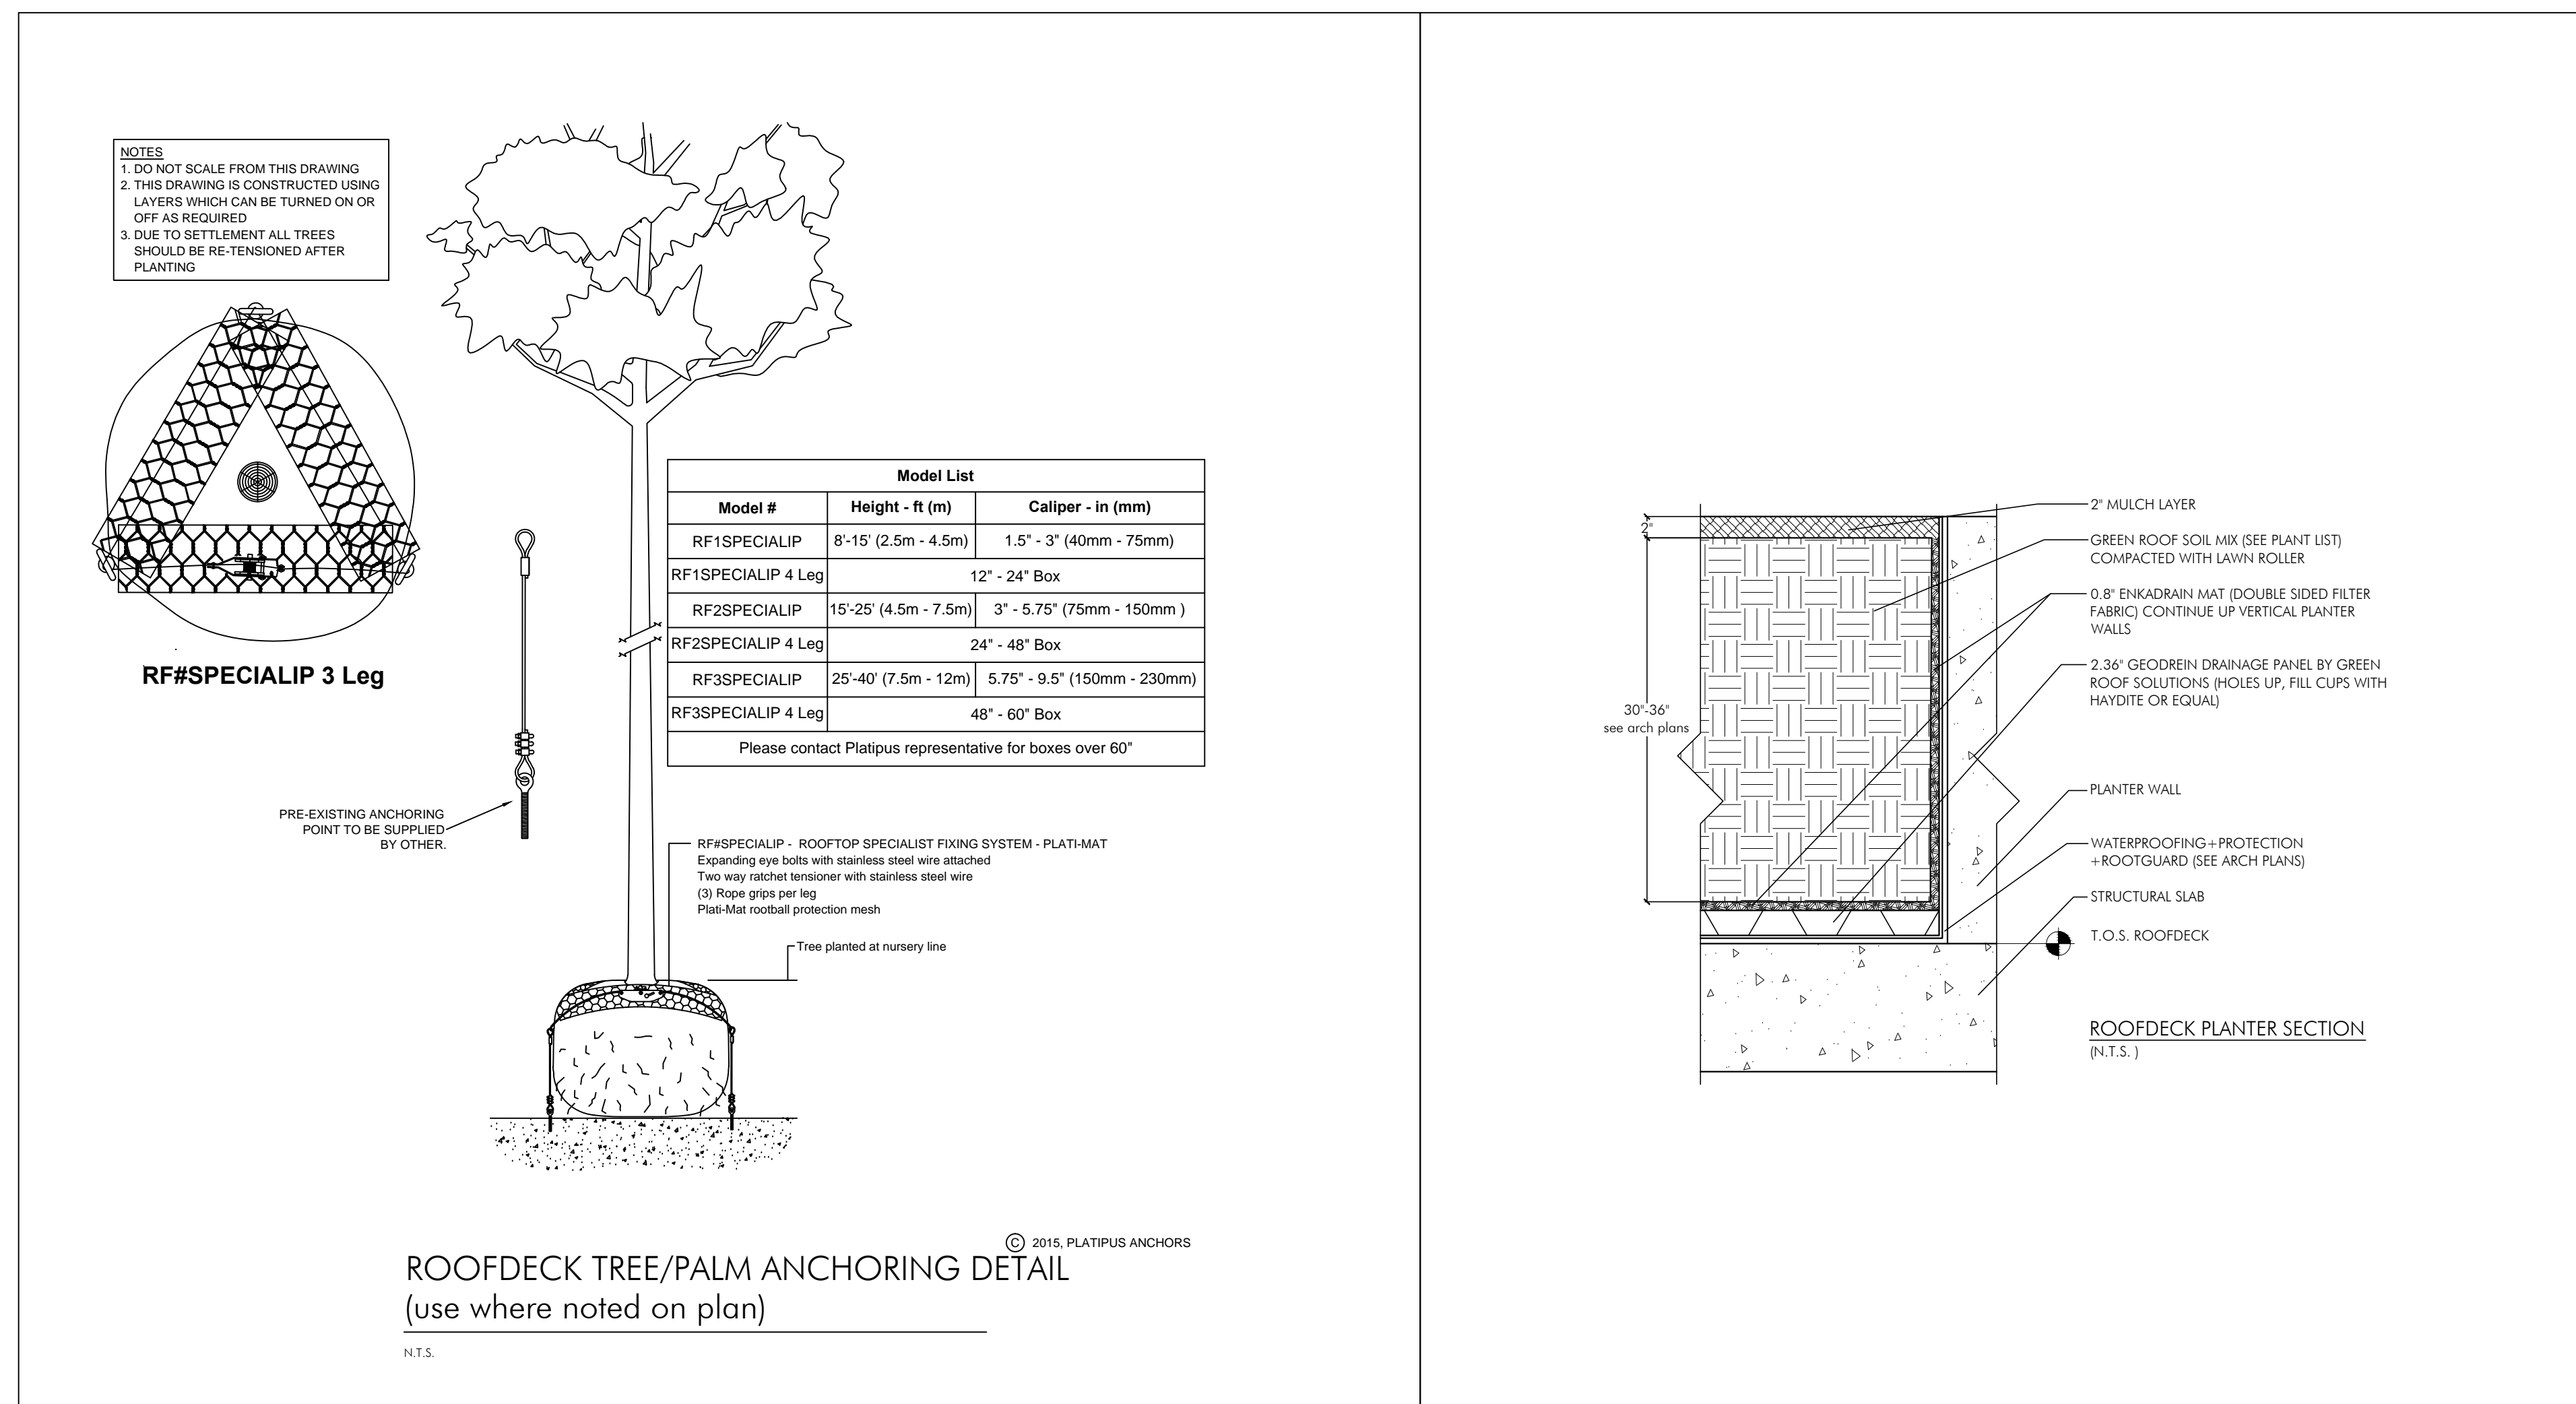 NOTES
1. DO NOT SCALE FROM THIS DRAWING
2. THIS DRAWING IS CONSTRUCTED USING
LAYERS WHICH CAN BE TURNED ON OR
OFF AS REQUIRED
3. DUE TO SETTLEMENT ALL TREES
SHOULD BE RE-TENSIONED AFTER
PLANTING
RF#SPECIALIP 3 Leg
Model List
Model # Height - ft (m) Caliper - in (mm)
RF1SPECIALIP 8'-15' (2.5m - 4.5m) 1.5" - 3" (40mm - 75mm)
RF1SPECIALIP 4 Leg 12" - 24" Box
RF2SPECIALIP 15'-25' (4.5m - 7.5m) 3" - 5.75" (75mm - 150mm )
RF2SPECIALIP 4 Leg 24" - 48" Box
RF3SPECIALIP 25'-40' (7.5m - 12m) 5.75" - 9.5" (150mm - 230mm)
RF3SPECIALIP 4 Leg 48" - 60" Box
Please contact Platipus representative for boxes over 60"
PRE-EXISTING ANCHORING
POINT TO BE SUPPLIED
BY OTHER.
RF#SPECIALIP - ROOFTOP SPECIALIST FIXING SYSTEM - PLATI-MAT
Expanding eye bolts with stainless steel wire attached
Two way ratchet tensioner with stainless steel wire
(3) Rope grips per leg
Plati-Mat rootball protection mesh
Tree planted at nursery line
© 2015, PLATIPUS ANCHORS
ROOFDECK TREE/PALM ANCHORING DETAIL
(use where noted on plan)
N.T.S.
2"
30"-36"
see arch plans
2" MULCH LAYER
GREEN ROOF SOIL MIX (SEE PLANT LIST)
COMPACTED WITH LAWN ROLLER
0.8" ENKADRAIN MAT (DOUBLE SIDED FILTER
FABRIC) CONTINUE UP VERTICAL PLANTER
WALLS
2.36" GEODREIN DRAINAGE PANEL BY GREEN
ROOF SOLUTIONS (HOLES UP, FILL CUPS WITH
HAYDITE OR EQUAL)
PLANTER WALL
WATERPROOFING+PROTECTION
+ROOTGUARD (SEE ARCH PLANS)
STRUCTURAL SLAB
T.O.S. ROOFDECK
ROOFDECK PLANTER SECTION
(N.T.S. )